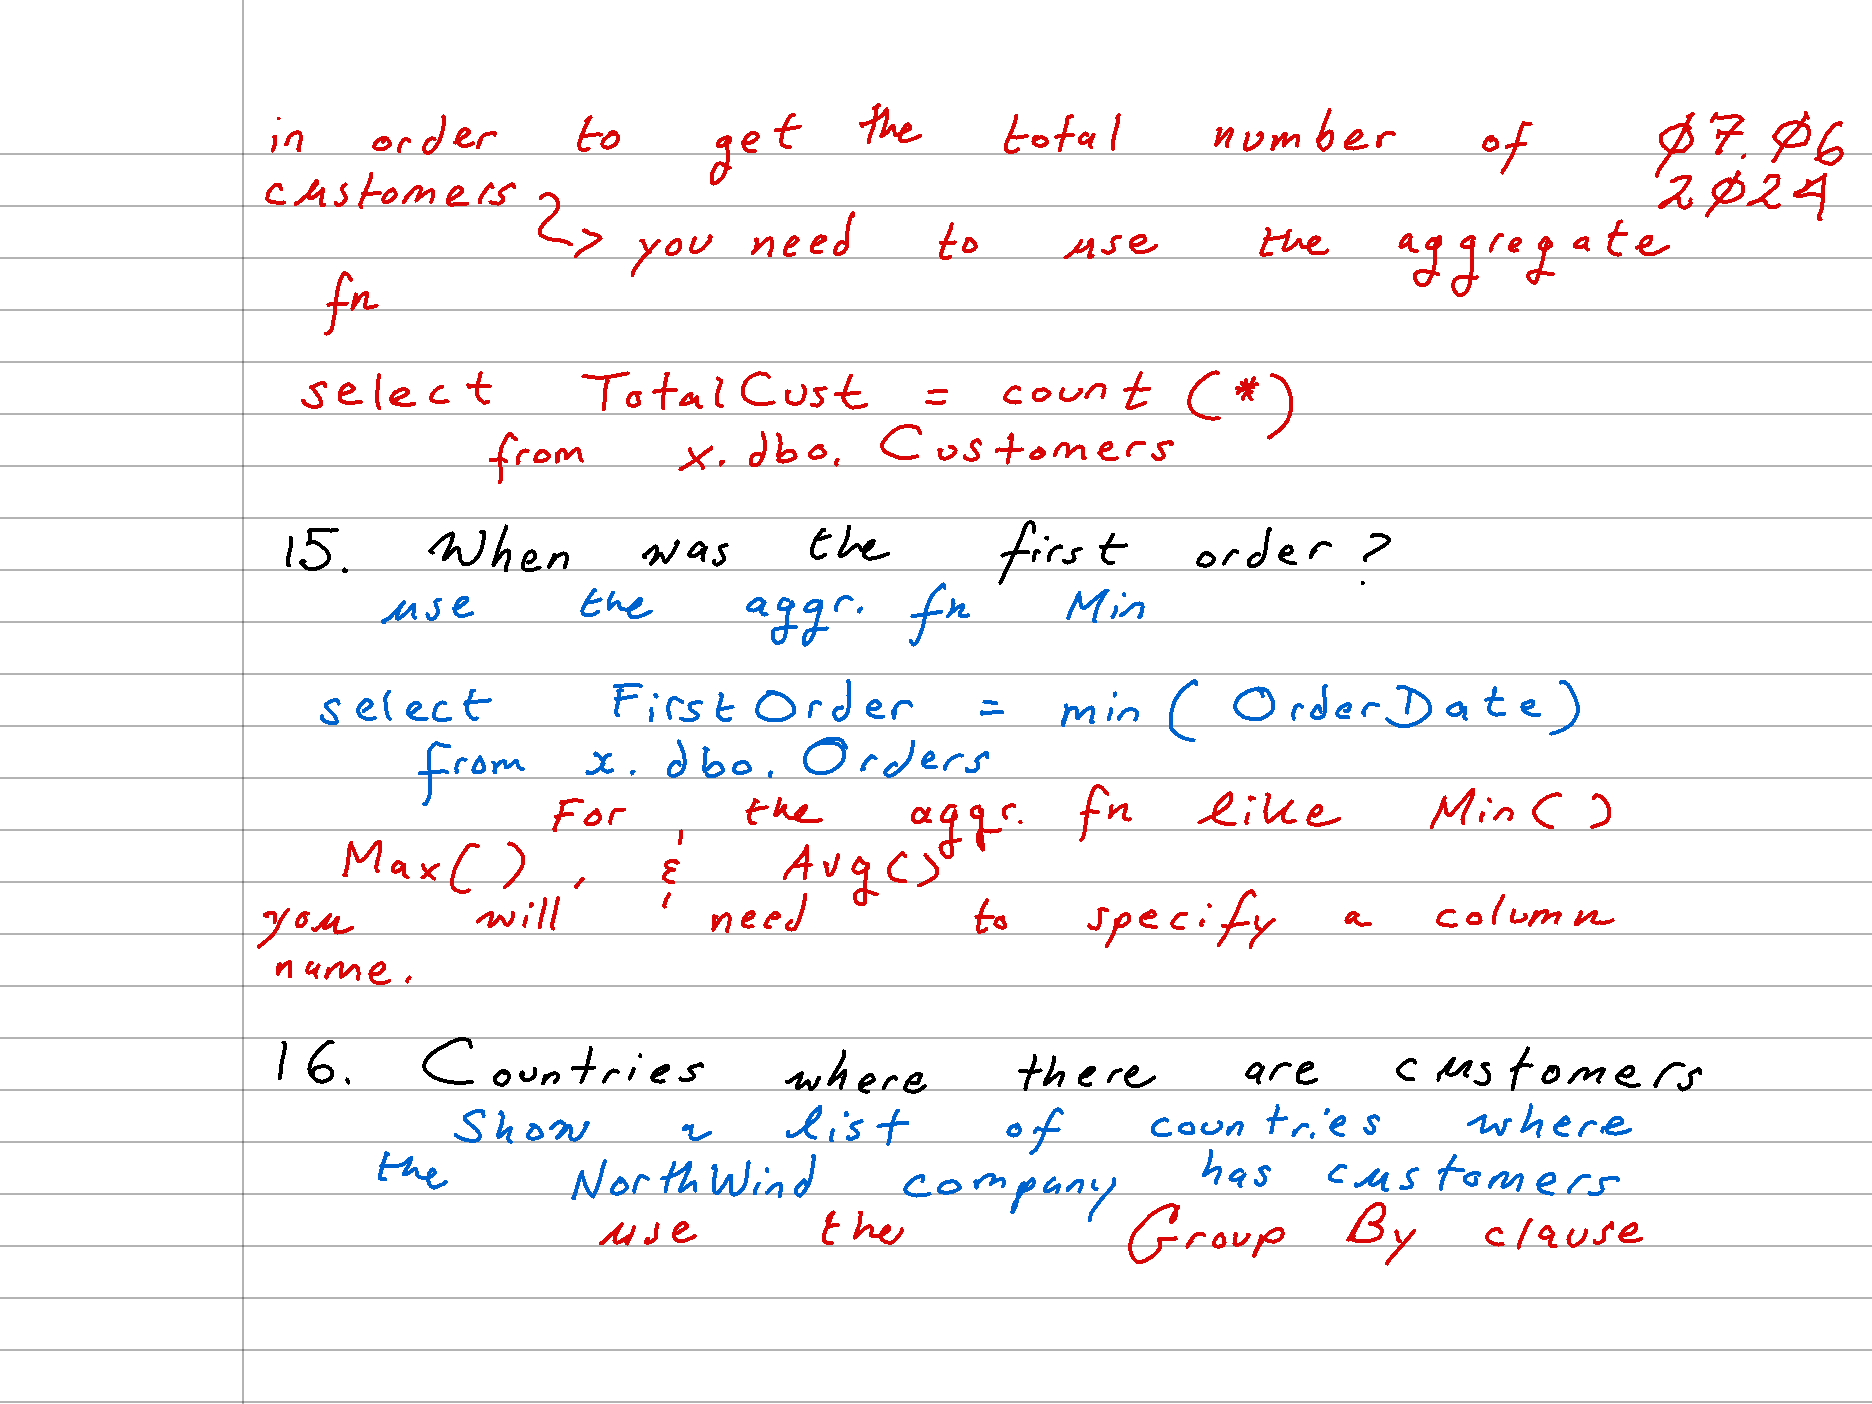 in order to get the total number of ø7.ø6
customers 2ø24
you need to use the aggregate
fn
select TotalCust = count (*)
from x.dbo.Customers
15. When was the first order?
use the aggr. fn Min
select FirstOrder = min(OrderDate)
from x.dbo.Orders
For the aggr. fn like Min()
Max(), & Avg()
you will need to specify a column
name.
16. Countries where there are customers
Show a list of countries where
the NorthWind company has customers
use the Group By clause